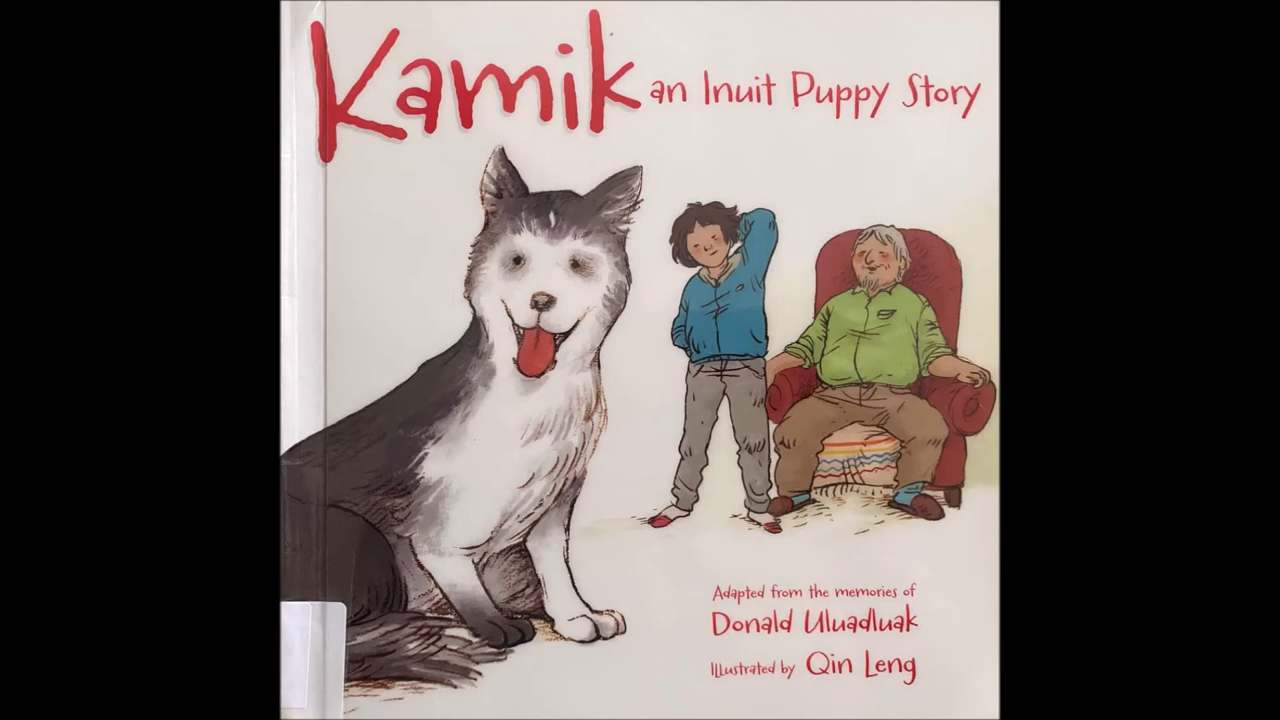 Kamik an Inuit Puppy Story
Adapted from the memories of
Donald Uluadluak
Illustrated by Qin Leng